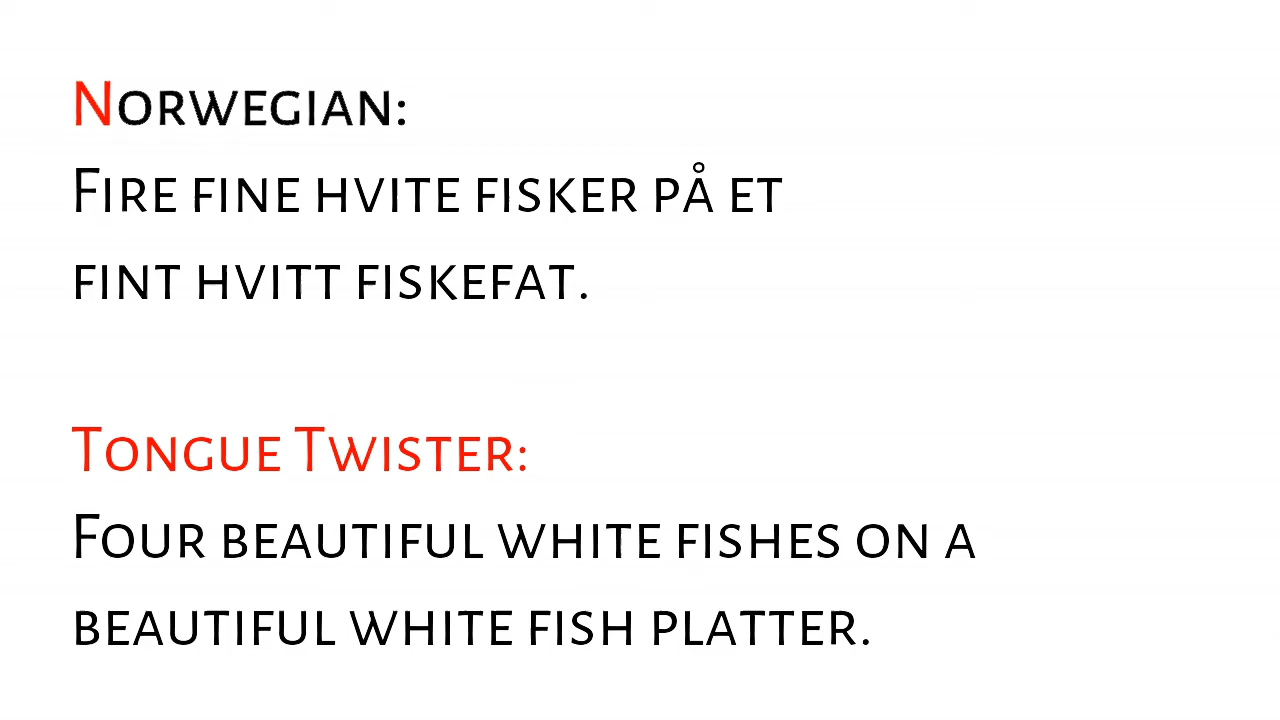 Norwegian:
Fire fine hvite fisker på et
fint hvitt fiskefat.
Tongue Twister:
Four beautiful white fishes on a
beautiful white fish platter.